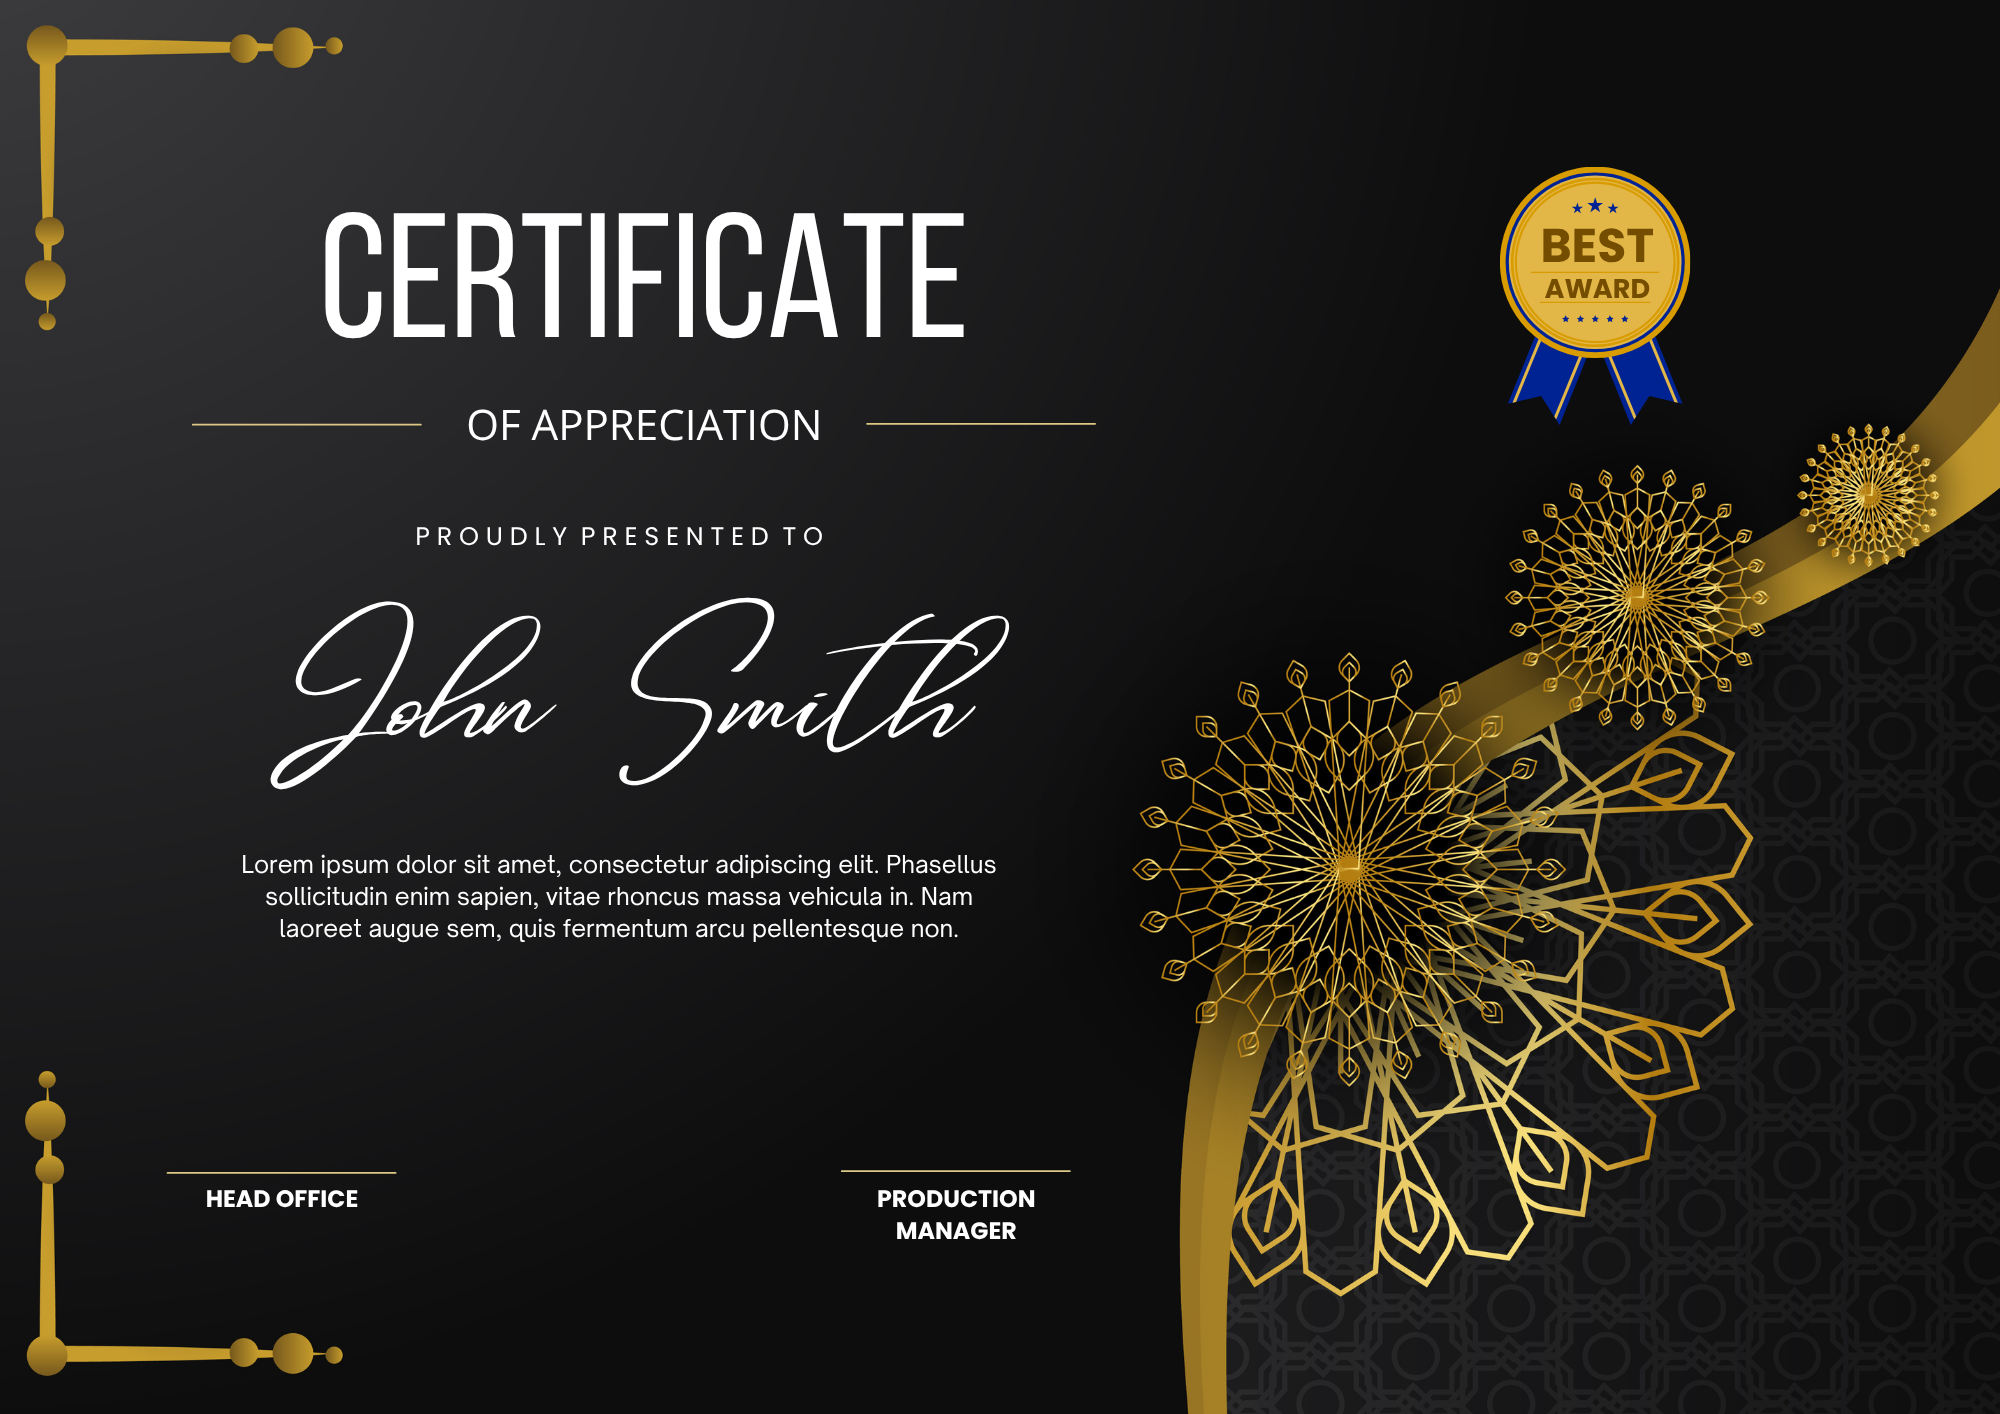 CERTIFICATE
OF APPRECIATION
PROUDLY PRESENTED TO
John Smith
Lorem ipsum dolor sit amet, consectetur adipiscing elit. Phasellus
sollicitudin enim sapien, vitae rhoncus massa vehicula in. Nam
laoreet augue sem, quis fermentum arcu pellentesque non.
HEAD OFFICE
PRODUCTION
MANAGER
BEST
AWARD